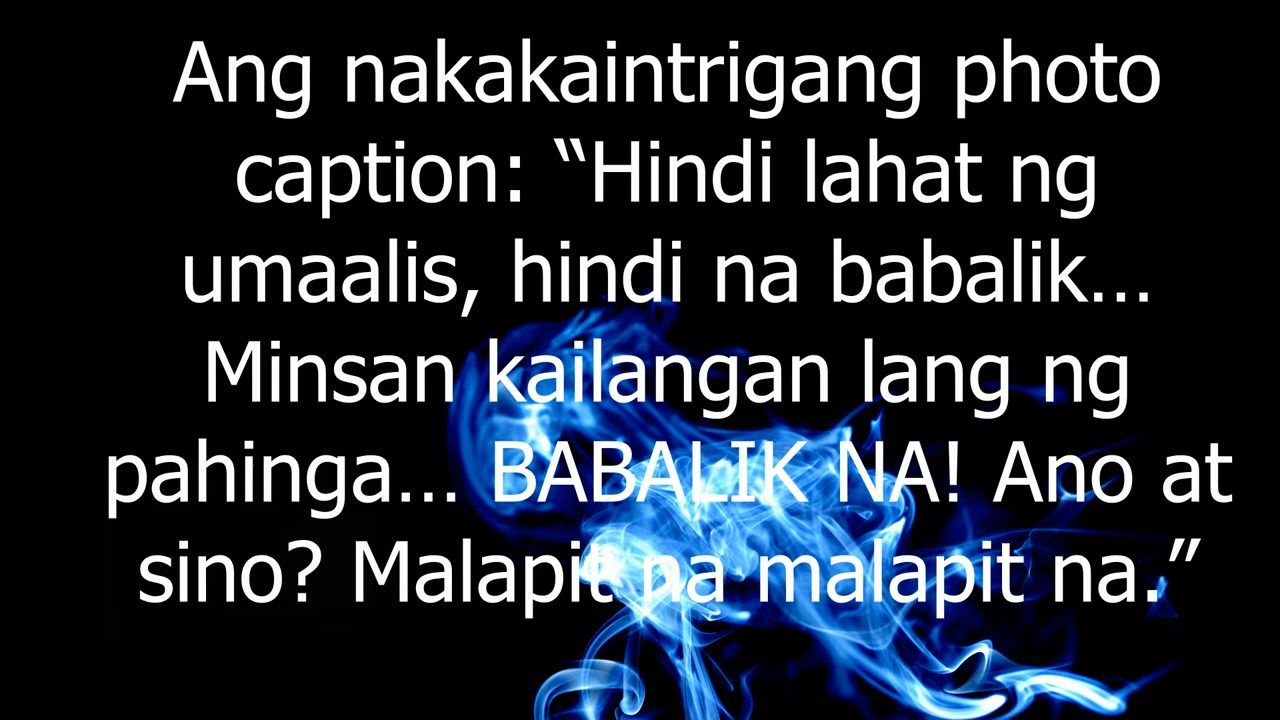 Ang nakakaintrigang photo
caption: “Hindi lahat ng
umaalis, hindi na babalik…
Minsan kailangan lang ng
pahinga… BABALIK NA! Ano at
sino? Malapit na malapit na.”